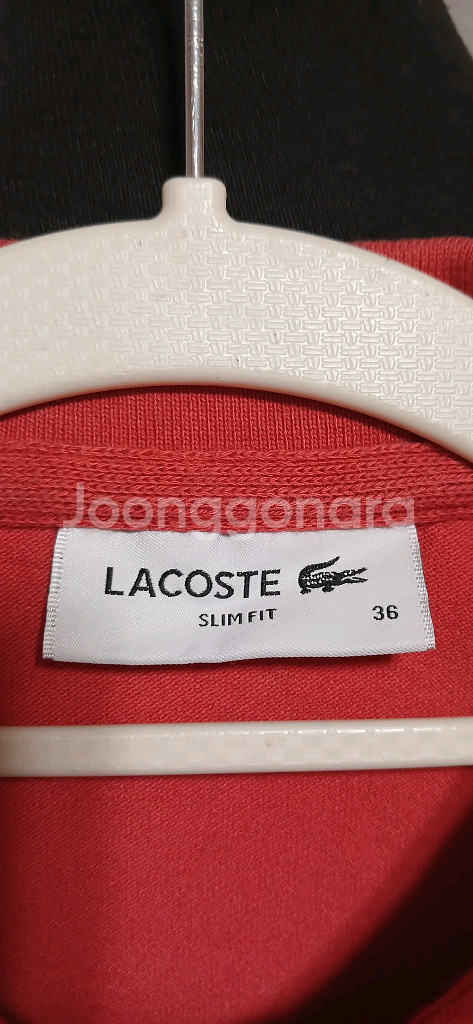 Joonggonara
LACOSTE
SLIM FIT
36